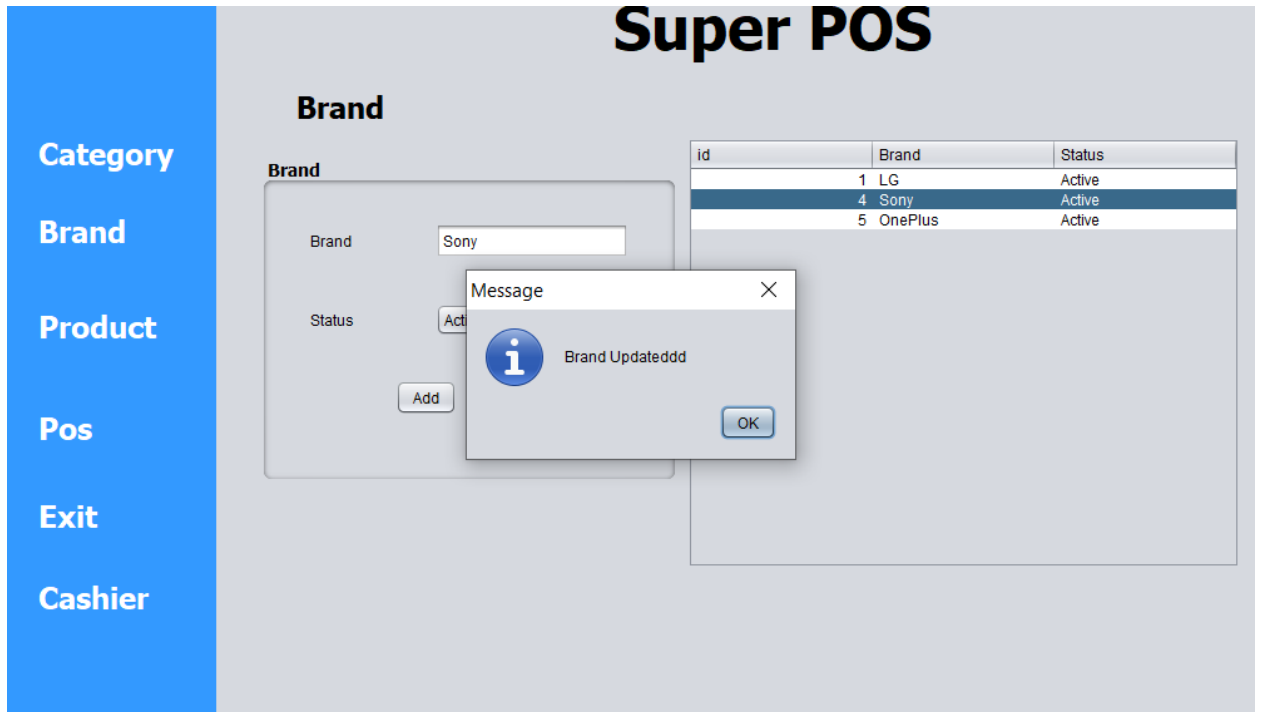 Super POS
Brand
Category
Brand
Product
Pos
Exit
Cashier
Brand
Brand Sony
Status Acti
Add
id Brand Status
1 LG Active
4 Sony Active
5 OnePlus Active
Message
Brand Updateddd
OK